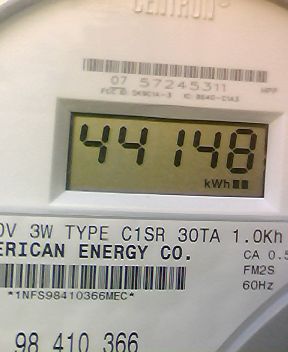 CENTRON
07 57245311
44148
kWh
0V 3W TYPE C1SR 30TA 1.0Kh
ERICAN ENERGY CO.
CA 0.5
FM2S
*1NFS98410366MEC*
60Hz
98 410 366